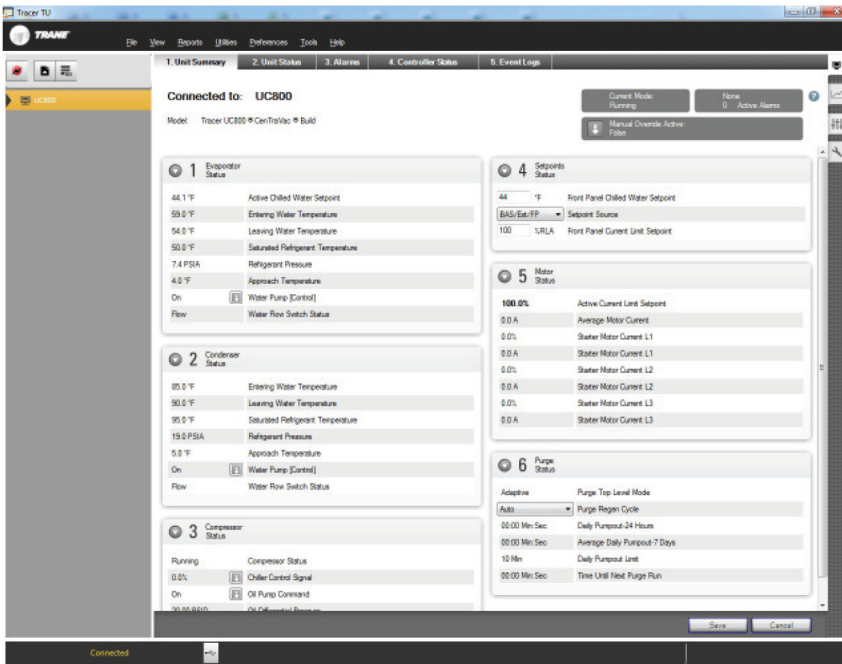 Tracer TU
TRANE
File View Reports Utilities Preferences Tools Help
1. Unit Summary 2. Unit Status 3. Alarms 4. Controller Status 5. Event Logs
UC800
Connected to: UC800
Model: Tracer UC800 ® CenTraVac ® Build
Current Mode:
Running
None
0 Active Alarms
Manual Override Active:
False
1 Evaporator
Status
44.1 °F Active Chilled Water Setpoint
59.0 °F Entering Water Temperature
54.0 °F Leaving Water Temperature
50.0 °F Saturated Refrigerant Temperature
7.4 PSIA Refrigerant Pressure
4.0 °F Approach Temperature
On Water Pump [Control]
Flow Water Flow Switch Status
2 Condenser
Status
85.0 °F Entering Water Temperature
90.0 °F Leaving Water Temperature
95.0 °F Saturated Refrigerant Temperature
19.0 PSIA Refrigerant Pressure
5.0 °F Approach Temperature
On Water Pump [Control]
Flow Water Flow Switch Status
3 Compressor
Status
Running Compressor Status
0.0% Chiller Control Signal
On Oil Pump Command
20.00 PSID Oil Differential Pressure
4 Setpoints
Status
44 °F Front Panel Chilled Water Setpoint
BAS/Ext/FP Setpoint Source
100 %RLA Front Panel Current Limit Setpoint
5 Motor
Status
100.0% Active Current Limit Setpoint
0.0 A Average Motor Current
0.0% Starter Motor Current L1
0.0 A Starter Motor Current L1
0.0% Starter Motor Current L2
0.0 A Starter Motor Current L2
0.0% Starter Motor Current L3
0.0 A Starter Motor Current L3
6 Purge
Status
Adaptive Purge Top Level Mode
Auto Purge Regen Cycle
00:00 Min:Sec Daily Pumpout-24 Hours
00:00 Min:Sec Average Daily Pumpout-7 Days
10 Min Daily Pumpout Limit
00:00 Min:Sec Time Until Next Purge Run
Save Cancel
Connected